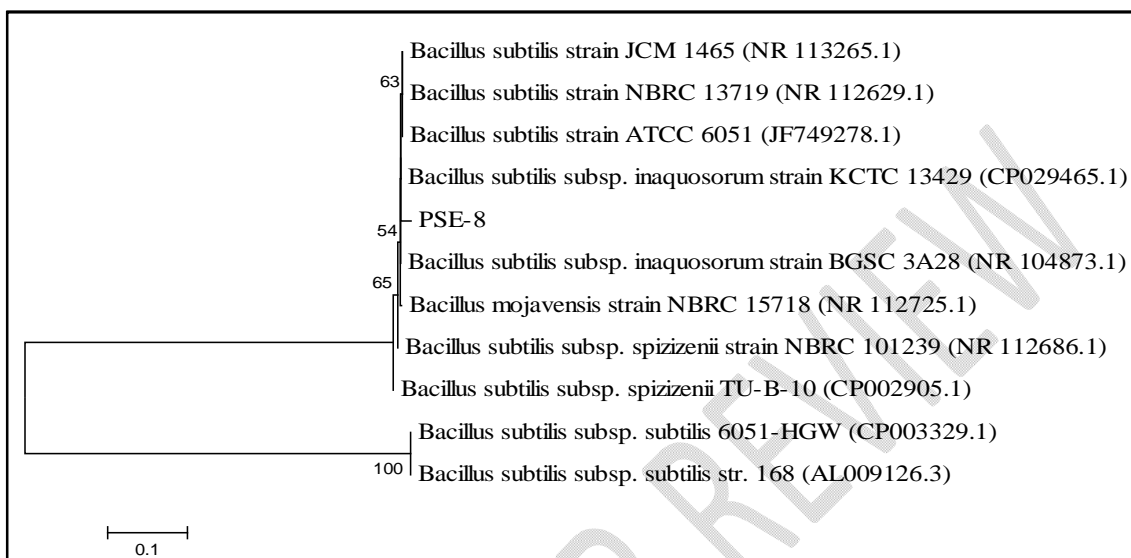 Bacillus subtilis strain JCM 1465 (NR 113265.1)
63
Bacillus subtilis strain NBRC 13719 (NR 112629.1)
Bacillus subtilis strain ATCC 6051 (JF749278.1)
Bacillus subtilis subsp. inaquosorum strain KCTC 13429 (CP029465.1)
PSE-8
54
Bacillus subtilis subsp. inaquosorum strain BGSC 3A28 (NR 104873.1)
65
Bacillus mojavensis strain NBRC 15718 (NR 112725.1)
Bacillus subtilis subsp. spizizenii strain NBRC 101239 (NR 112686.1)
Bacillus subtilis subsp. spizizenii TU-B-10 (CP002905.1)
Bacillus subtilis subsp. subtilis 6051-HGW (CP003329.1)
100
Bacillus subtilis subsp. subtilis str. 168 (AL009126.3)
0.1
R REVIEW